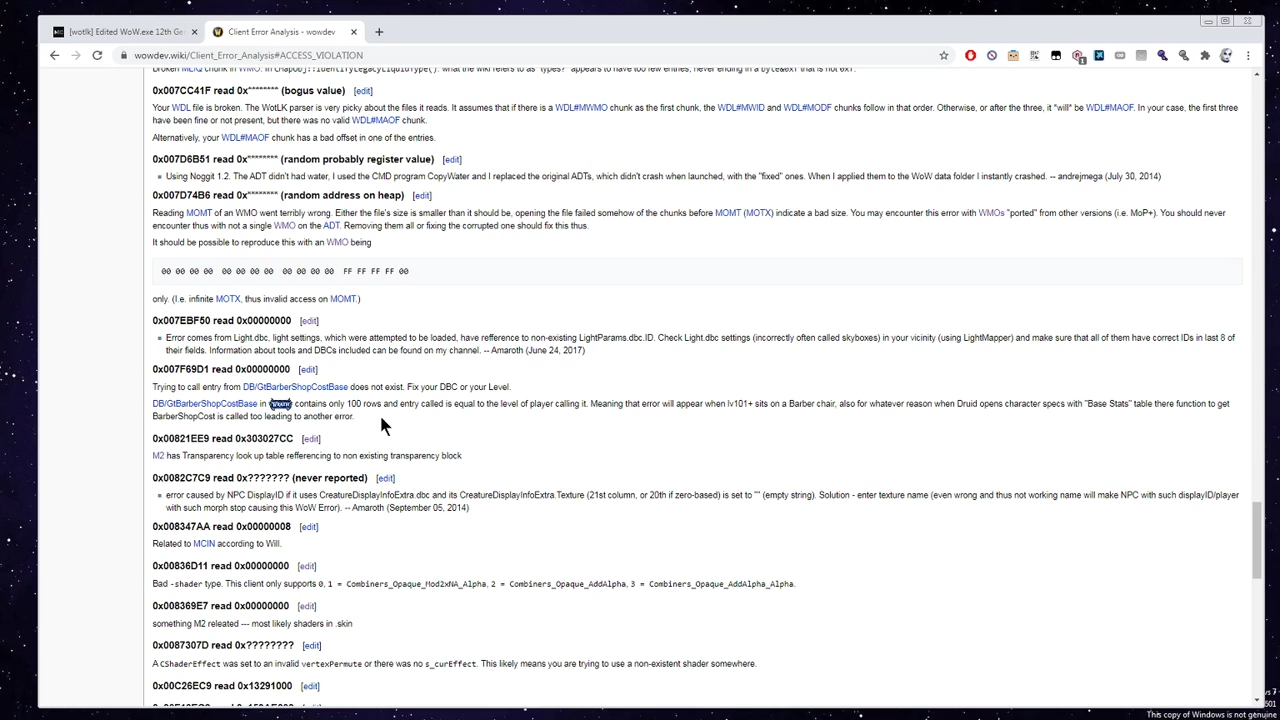 [wotlk] Edited WoW.exe 12th Ge
Client Error Analysis - wowdev
wowdev.wiki/Client_Error_Analysis#ACCESS_VIOLATION
0x007CC41F read 0x******** (bogus value) [edit]
Your WDL file is broken. The WotLK parser is very picky about the files it reads. It assumes that if there is a WDL#MWMO chunk as the first chunk, the WDL#MWID and WDL#MODF chunks follow in that order. Otherwise, or after the three, it *will* be WDL#MAOF. In your case, the first three
have been fine or not present, but there was no valid WDL#MAOF chunk.
Alternatively, your WDL#MAOF chunk has a bad offset in one of the entries.
0x007D6B51 read 0x******** (random probably register value) [edit]
Using Noggit 1.2. The ADT didn't had water, I used the CMD program CopyWater and I replaced the original ADTs, which didn't crash when launched, with the "fixed" ones. When I applied them to the WoW data folder I instantly crashed. -- andrejmega (July 30, 2014)
0x007D74B6 read 0x******** (random address on heap) [edit]
Reading MOMT of an WMO went terribly wrong. Either the file's size is smaller than it should be, opening the file failed somehow of the chunks before MOMT (MOTX) indicate a bad size. You may encounter this error with WMOs "ported" from other versions (i.e. MoP+). You should never
encounter thus with not a single WMO on the ADT. Removing them all or fixing the corrupted one should fix this thus.
It should be possible to reproduce this with an WMO being
00 00 00 00 00 00 00 00 00 00 00 00 FF FF FF FF 00
only. (I.e. infinite MOTX, thus invalid access on MOMT.)
0x007EBF50 read 0x00000000 [edit]
Error comes from Light.dbc, light settings, which were attempted to be loaded, have refference to non-existing LightParams.dbc.ID. Check Light.dbc settings (incorrectly often called skyboxes) in your vicinity (using LightMapper) and make sure that all of them have correct IDs in last 8 of
their fields. Information about tools and DBCs included can be found on my channel. -- Amaroth (June 24, 2017)
0x007F69D1 read 0x00000000 [edit]
Trying to call entry from DB/GtBarberShopCostBase does not exist. Fix your DBC or your Level.
DB/GtBarberShopCostBase in contains only 100 rows and entry called is equal to the level of player calling it. Meaning that error will appear when lv101+ sits on a Barber chair, also for whatever reason when Druid opens character specs with "Base Stats" table there function to get
BarberShopCost is called too leading to another error.
0x00821EE9 read 0x303027CC [edit]
M2 has Transparency look up table refferencing to non existing transparency block
0x0082C7C9 read 0x??????? (never reported) [edit]
error caused by NPC DisplayID if it uses CreatureDisplayInfoExtra.dbc and its CreatureDisplayInfoExtra.Texture (21st column, or 20th if zero-based) is set to "" (empty string). Solution - enter texture name (even wrong and thus not working name will make NPC with such displayID/player
with such morph stop causing this WoW Error). -- Amaroth (September 05, 2014)
0x008347AA read 0x00000008 [edit]
Related to MCIN according to Will.
0x00836D11 read 0x00000000 [edit]
Bad -shader type. This client only supports 0, 1 = Combiners_Opaque_Mod2xNA_Alpha, 2 = Combiners_Opaque_AddAlpha, 3 = Combiners_Opaque_AddAlpha_Alpha.
0x008369E7 read 0x00000000 [edit]
something M2 releated --- most likely shaders in .skin
0x0087307D read 0x???????? [edit]
A CShaderEffect was set to an invalid vertexPermute or there was no s_curEffect. This likely means you are trying to use a non-existent shader somewhere.
0x00C26EC9 read 0x13291000 [edit]
This copy of Windows is not genuine